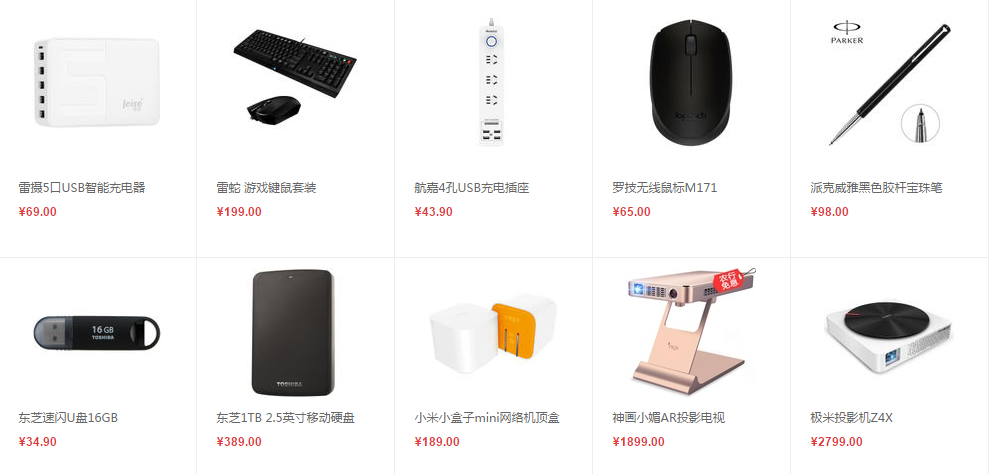 leise
PARKER
雷摄5口USB智能充电器
雷蛇 游戏键鼠套装
航嘉4孔USB充电插座
罗技无线鼠标M171
派克威雅黑色胶杆宝珠笔
¥69.00
¥199.00
¥43.90
¥65.00
¥98.00
16GB
TOSHIBA
TOSHIBA
农行
免息
东芝速闪U盘16GB
东芝1TB 2.5英寸移动硬盘
小米小盒子mini网络机顶盒
神画小媚AR投影电视
极米投影机Z4X
¥34.90
¥389.00
¥189.00
¥1899.00
¥2799.00